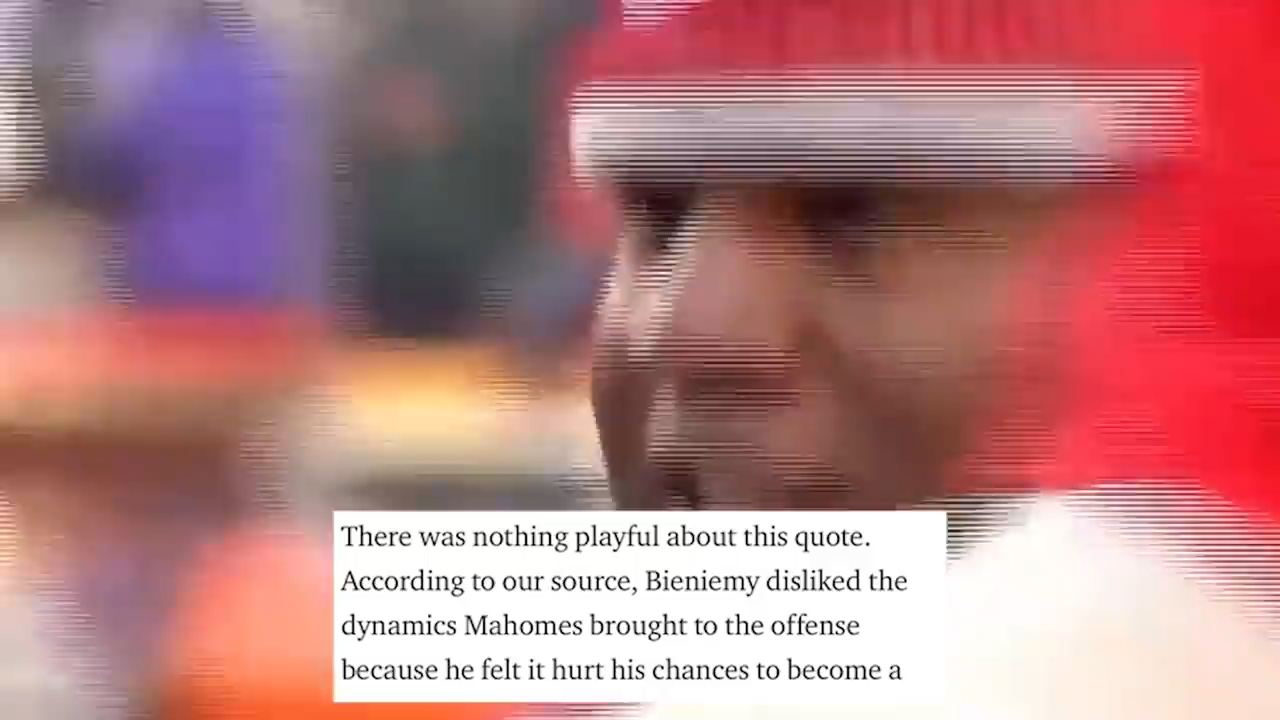 There was nothing playful about this quote.
According to our source, Bieniemy disliked the
dynamics Mahomes brought to the offense
because he felt it hurt his chances to become a